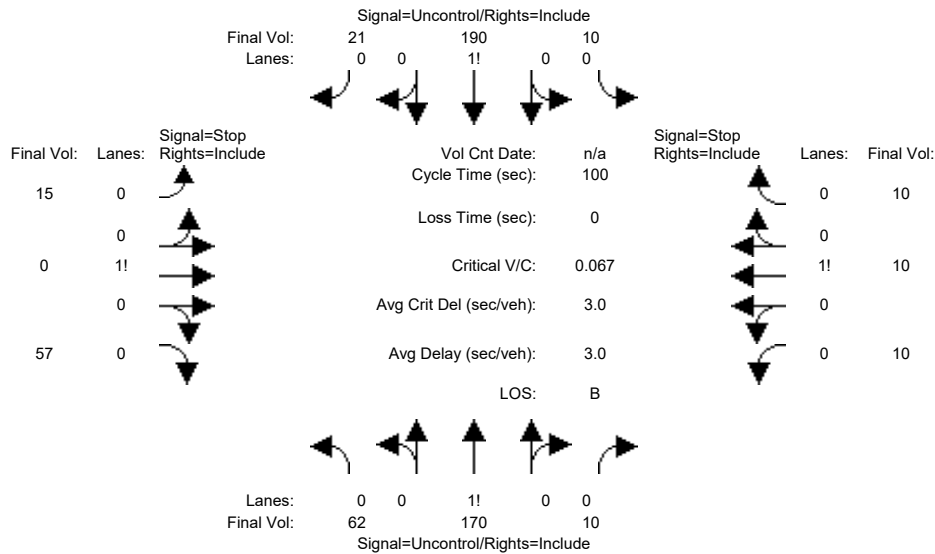 Signal=Uncontrol/Rights=Include
Final Vol: 21 190 10
Lanes: 0 0 1! 0 0
Signal=Stop
Final Vol: Lanes: Rights=Include
Vol Cnt Date: n/a
Signal=Stop
Rights=Include Lanes: Final Vol:
Cycle Time (sec): 100
15 0
0 10
Loss Time (sec): 0
0
0
0 1!
Critical V/C: 0.067
1! 10
0
Avg Crit Del (sec/veh): 3.0
0
57 0
Avg Delay (sec/veh): 3.0
0 10
LOS: B
Lanes: 0 0 1! 0 0
Final Vol: 62 170 10
Signal=Uncontrol/Rights=Include